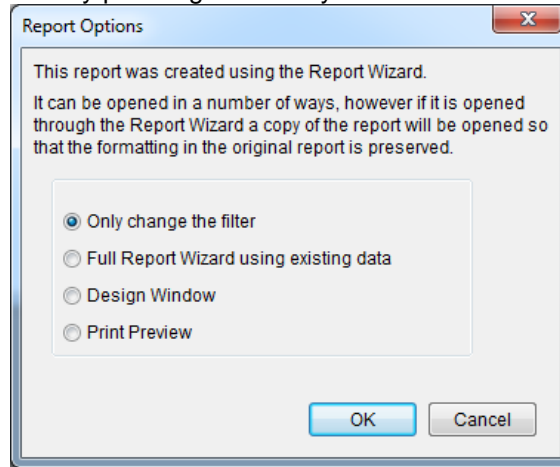 Report Options
This report was created using the Report Wizard.
It can be opened in a number of ways, however if it is opened
through the Report Wizard a copy of the report will be opened so
that the formatting in the original report is preserved.
Only change the filter
Full Report Wizard using existing data
Design Window
Print Preview
OK
Cancel